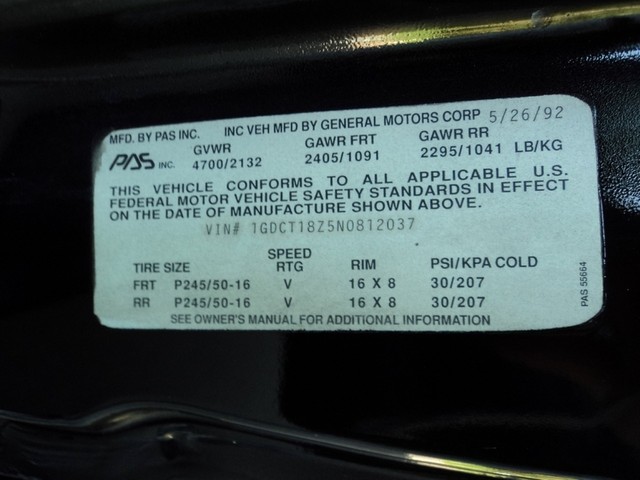 MFD. BY PAS INC. INC VEH MFD BY GENERAL MOTORS CORP 5/26/92
PAS INC. GVWR GAWR FRT GAWR RR
4700/2132 2405/1091 2295/1041 LB/KG
THIS VEHICLE CONFORMS TO ALL APPLICABLE U.S.
FEDERAL MOTOR VEHICLE SAFETY STANDARDS IN EFFECT
ON THE DATE OF MANUFACTURE SHOWN ABOVE.
VIN# 1GDCT18Z5N0812037
SPEED
TIRE SIZE RTG RIM PSI/KPA COLD
FRT P245/50-16 V 16 X 8 30/207
RR P245/50-16 V 16 X 8 30/207
SEE OWNER'S MANUAL FOR ADDITIONAL INFORMATION
PAS 55664